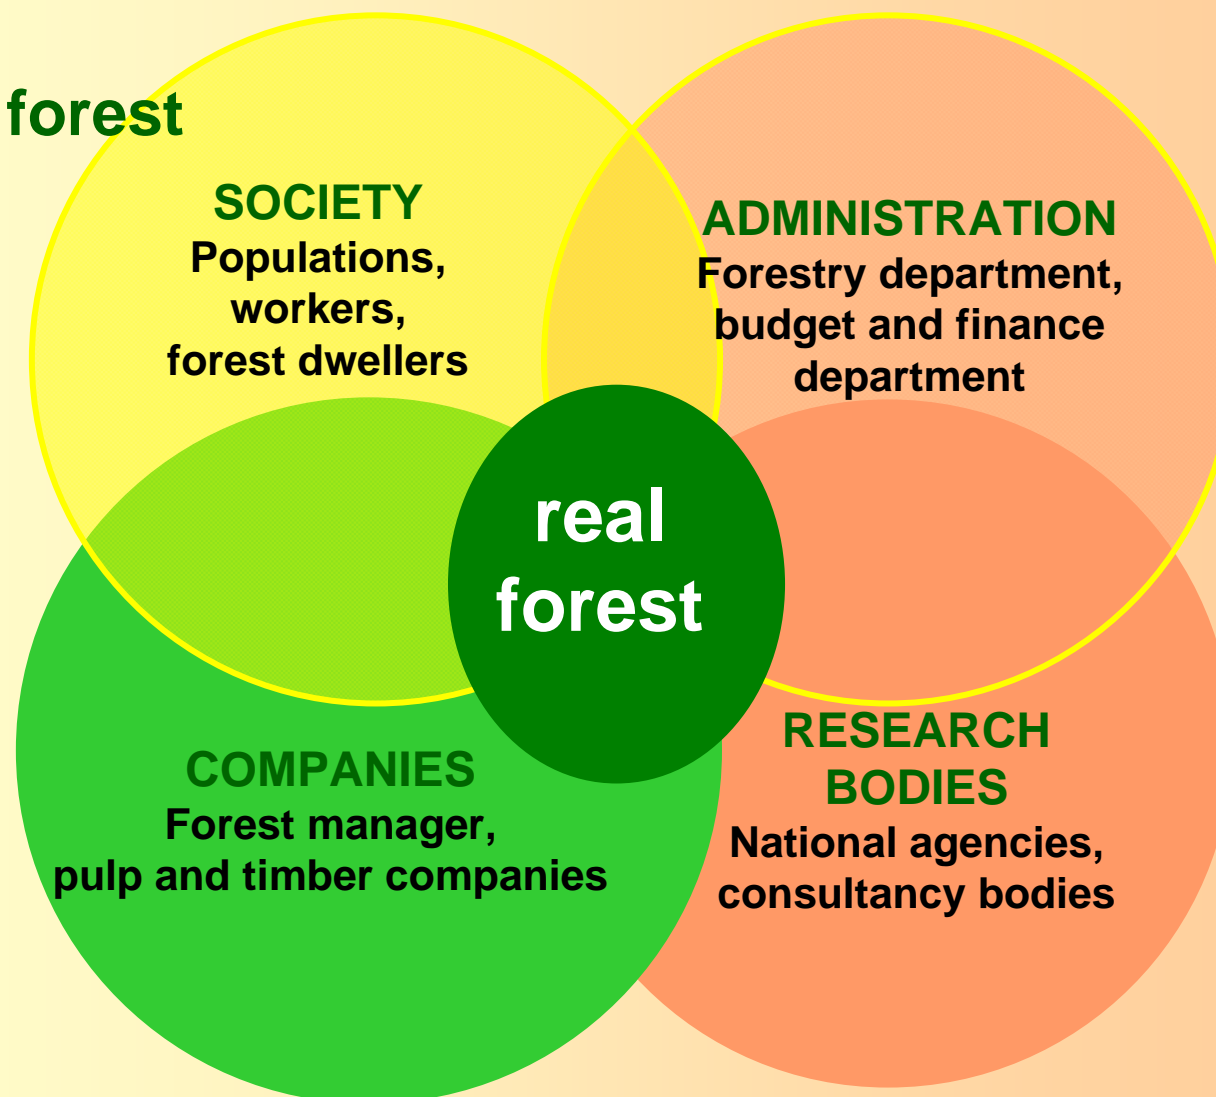 forest
SOCIETY
Populations,
workers,
forest dwellers
ADMINISTRATION
Forestry department,
budget and finance
department
real
forest
COMPANIES
Forest manager,
pulp and timber companies
RESEARCH
BODIES
National agencies,
consultancy bodies